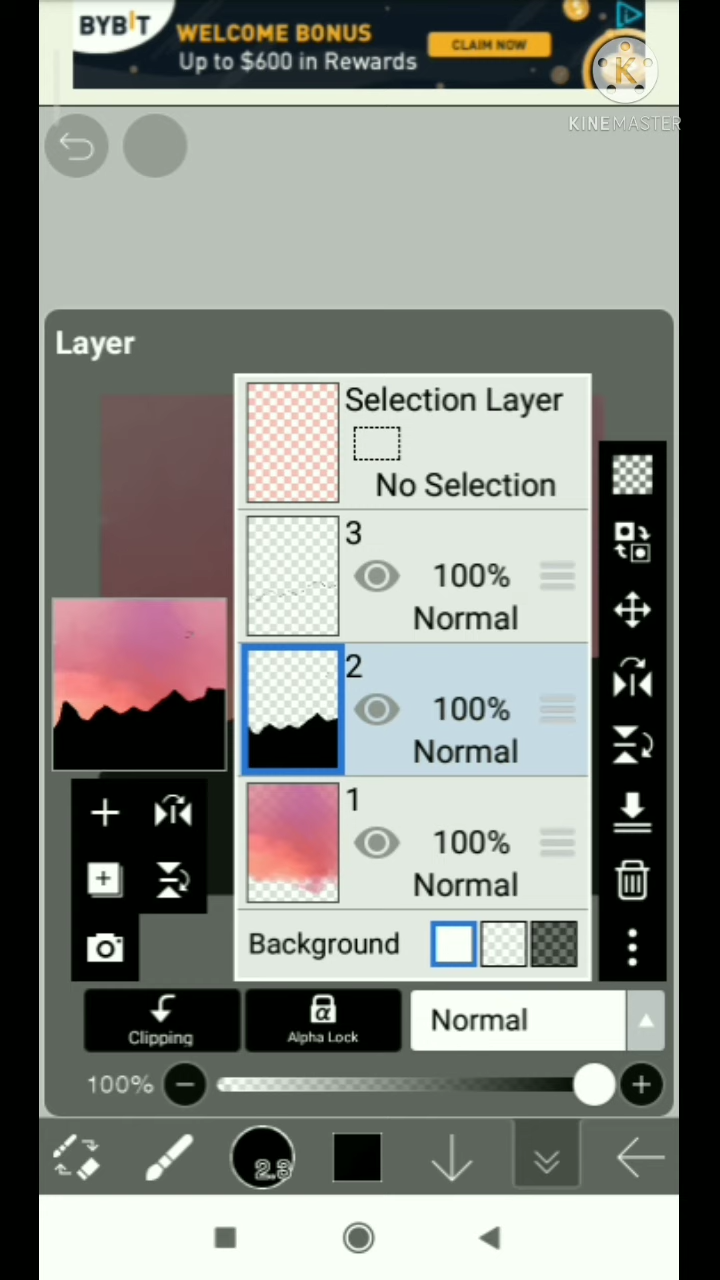 BYBIT
WELCOME BONUS
Up to $600 in Rewards
CLAIM NOW
K
KINEMASTER
Layer
Selection Layer
No Selection
3
100%
Normal
2
100%
Normal
1
100%
Normal
Background
Clipping
α
Alpha Lock
Normal
100%
2.3